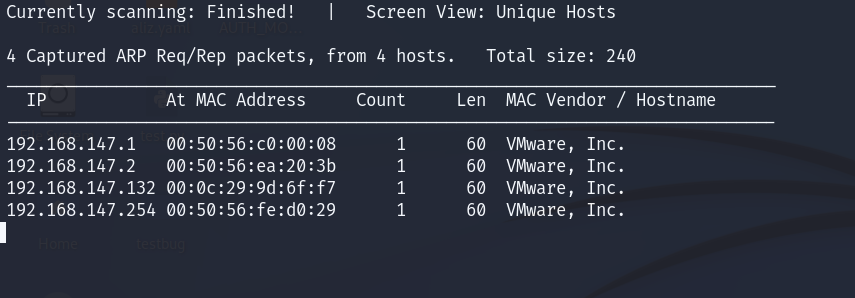 Currently scanning: Finished!   |   Screen View: Unique Hosts
4 Captured ARP Req/Rep packets, from 4 hosts.   Total size: 240
IP            At MAC Address     Count     Len  MAC Vendor / Hostname
192.168.147.1   00:50:56:c0:00:08      1      60  VMware, Inc.
192.168.147.2   00:50:56:ea:20:3b      1      60  VMware, Inc.
192.168.147.132 00:0c:29:9d:6f:f7      1      60  VMware, Inc.
192.168.147.254 00:50:56:fe:d0:29      1      60  VMware, Inc.
Home